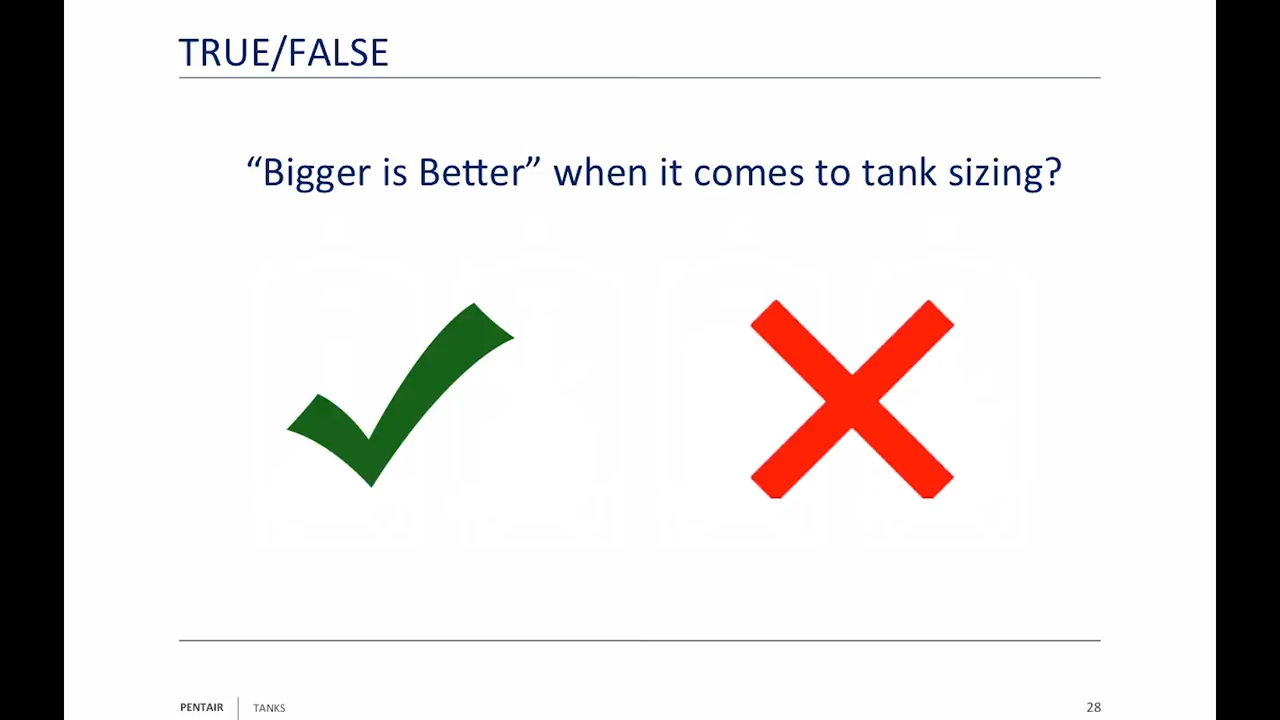 TRUE/FALSE
“Bigger is Better” when it comes to tank sizing?
PENTAIR TANKS 28